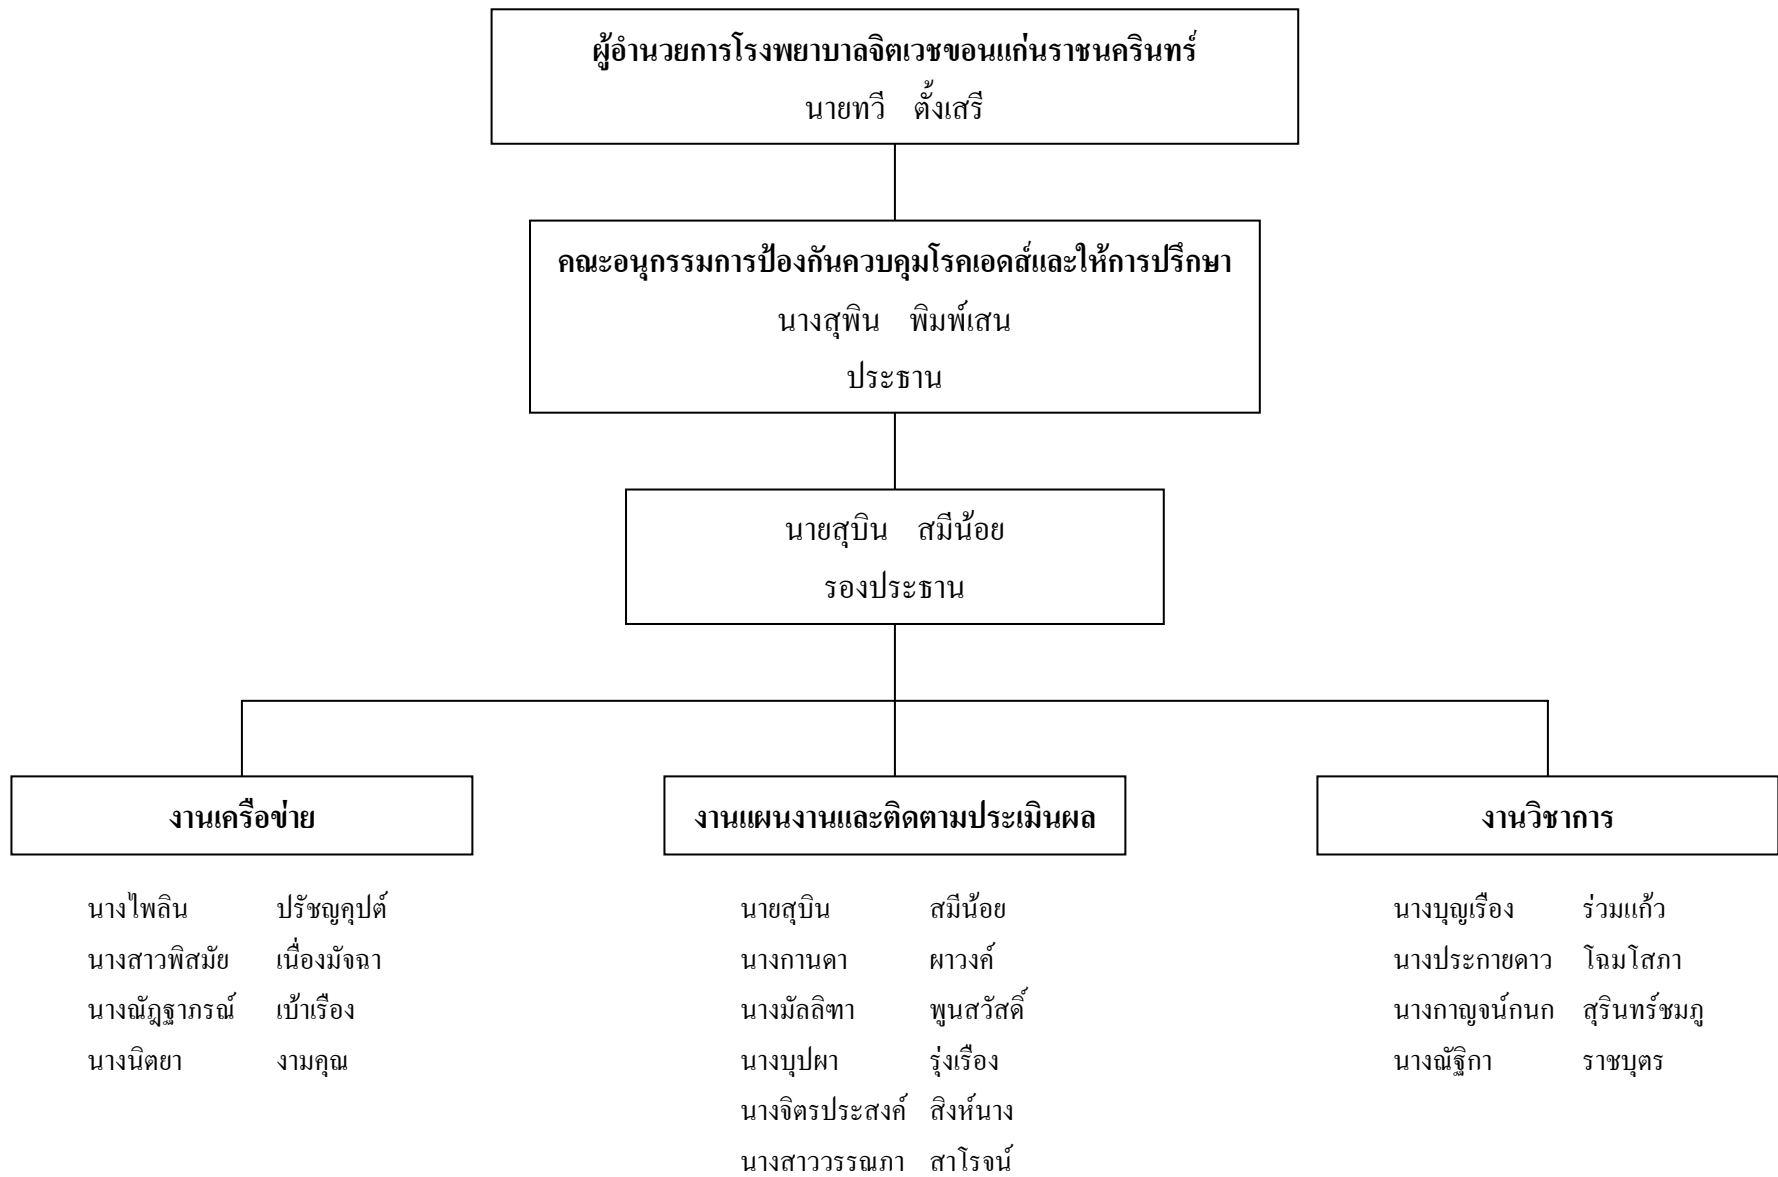 ผู้อำนวยการโรงพยาบาลจิตเวชขอนแก่นราชนครินทร์
นายทวี ตั้งเสรี
คณะอนุกรรมการป้องกันควบคุมโรคเอดส์และให้การปรึกษา
นางสุพิน พิมพ์เสน
ประธาน
นายสุบิน สมีน้อย
รองประธาน
งานเครือข่าย
นางไพลิน ปรัชญคุปต์
นางสาวพิสมัย เนื่องมัจฉา
นางณัฎฐาภรณ์ เบ้าเรือง
นางนิตยา งามคุณ
งานแผนงานและติดตามประเมินผล
นายสุบิน สมีน้อย
นางกานดา ผาวงค์
นางมัลลิฑา พูนสวัสดิ์
นางบุปผา รุ่งเรือง
นางจิตรประสงค์ สิงห์นาง
นางสาววรรณภา สาโรจน์
งานวิชาการ
นางบุญเรือง ร่วมแก้ว
นางประกายดาว โฉมโสภา
นางกาญจน์กนก สุรินทร์ชมภู
นางณัฐิกา ราชบุตร